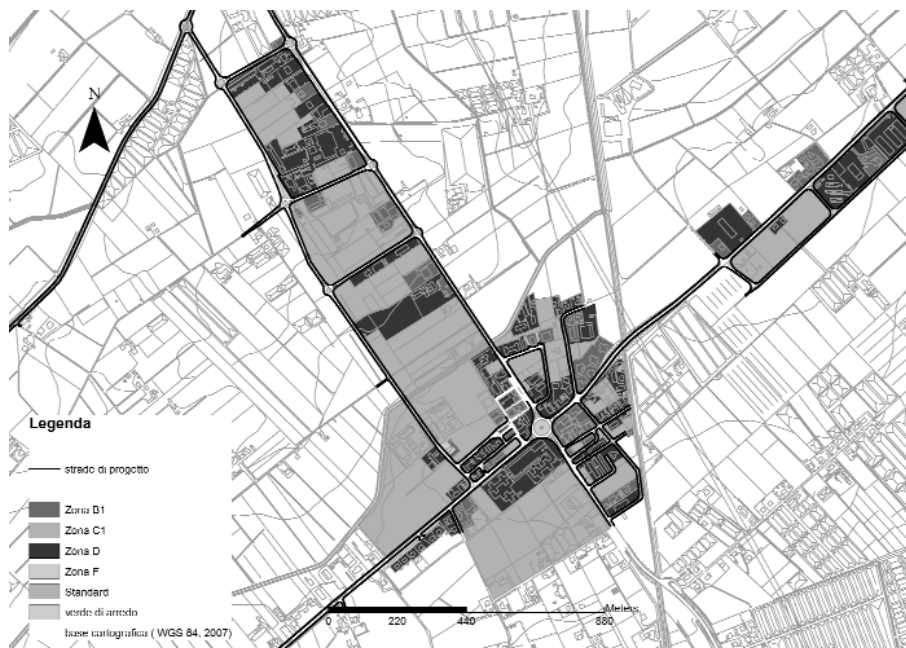 N
Legenda
strade di progetto
Zona B1
Zona C1
Zona D
Zona F
Standard
verde di arredo
base cartografica ( WGS 84, 2007)
Meters
0 220 440 880